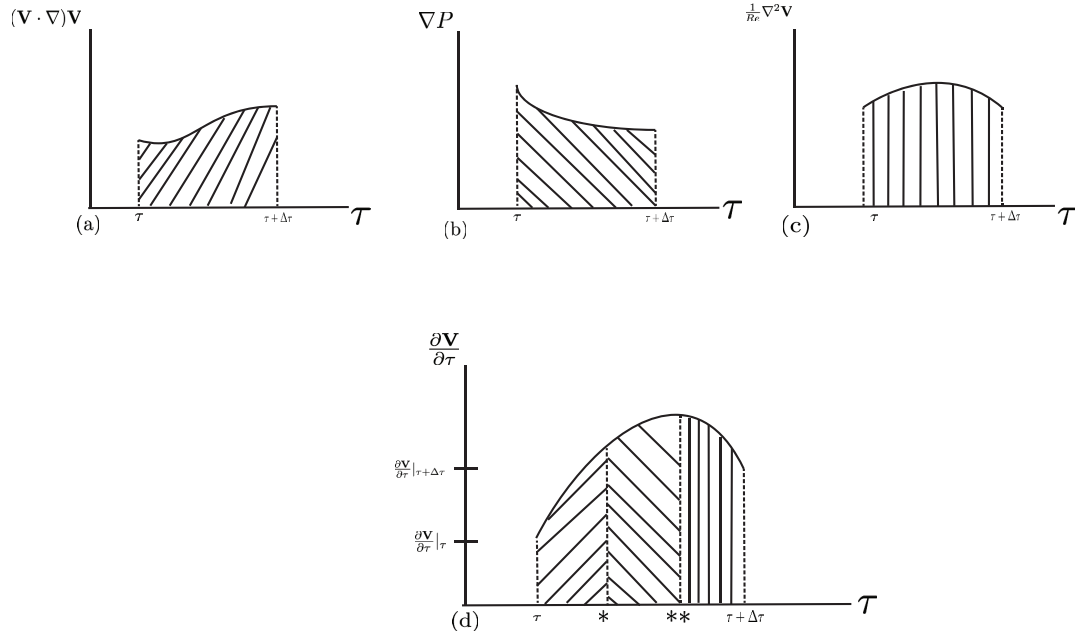 (𝐕 · ∇)𝐕
τ
τ + Δτ
τ
(a)
∇P
τ
τ + Δτ
τ
(b)
1/Re ∇²𝐕
τ
τ + Δτ
τ
(c)
∂𝐕/∂τ
∂𝐕/∂τ|τ+Δτ
∂𝐕/∂τ|τ
τ
*
**
τ + Δτ
τ
(d)